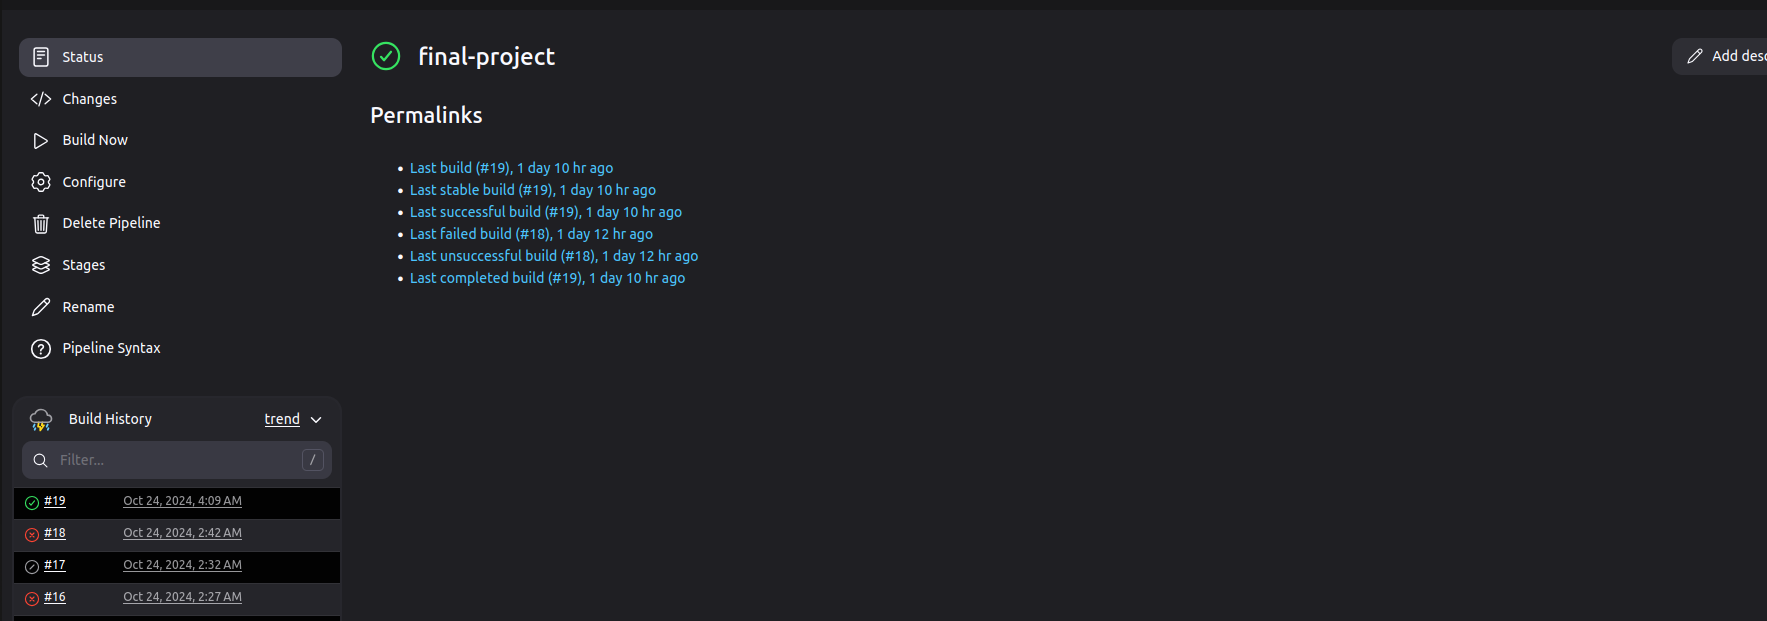 Status
Changes
Build Now
Configure
Delete Pipeline
Stages
Rename
Pipeline Syntax
Build History trend
Filter... /
#19 Oct 24, 2024, 4:09 AM
#18 Oct 24, 2024, 2:42 AM
#17 Oct 24, 2024, 2:32 AM
#16 Oct 24, 2024, 2:27 AM
final-project
Add desc
Permalinks
Last build (#19), 1 day 10 hr ago
Last stable build (#19), 1 day 10 hr ago
Last successful build (#19), 1 day 10 hr ago
Last failed build (#18), 1 day 12 hr ago
Last unsuccessful build (#18), 1 day 12 hr ago
Last completed build (#19), 1 day 10 hr ago